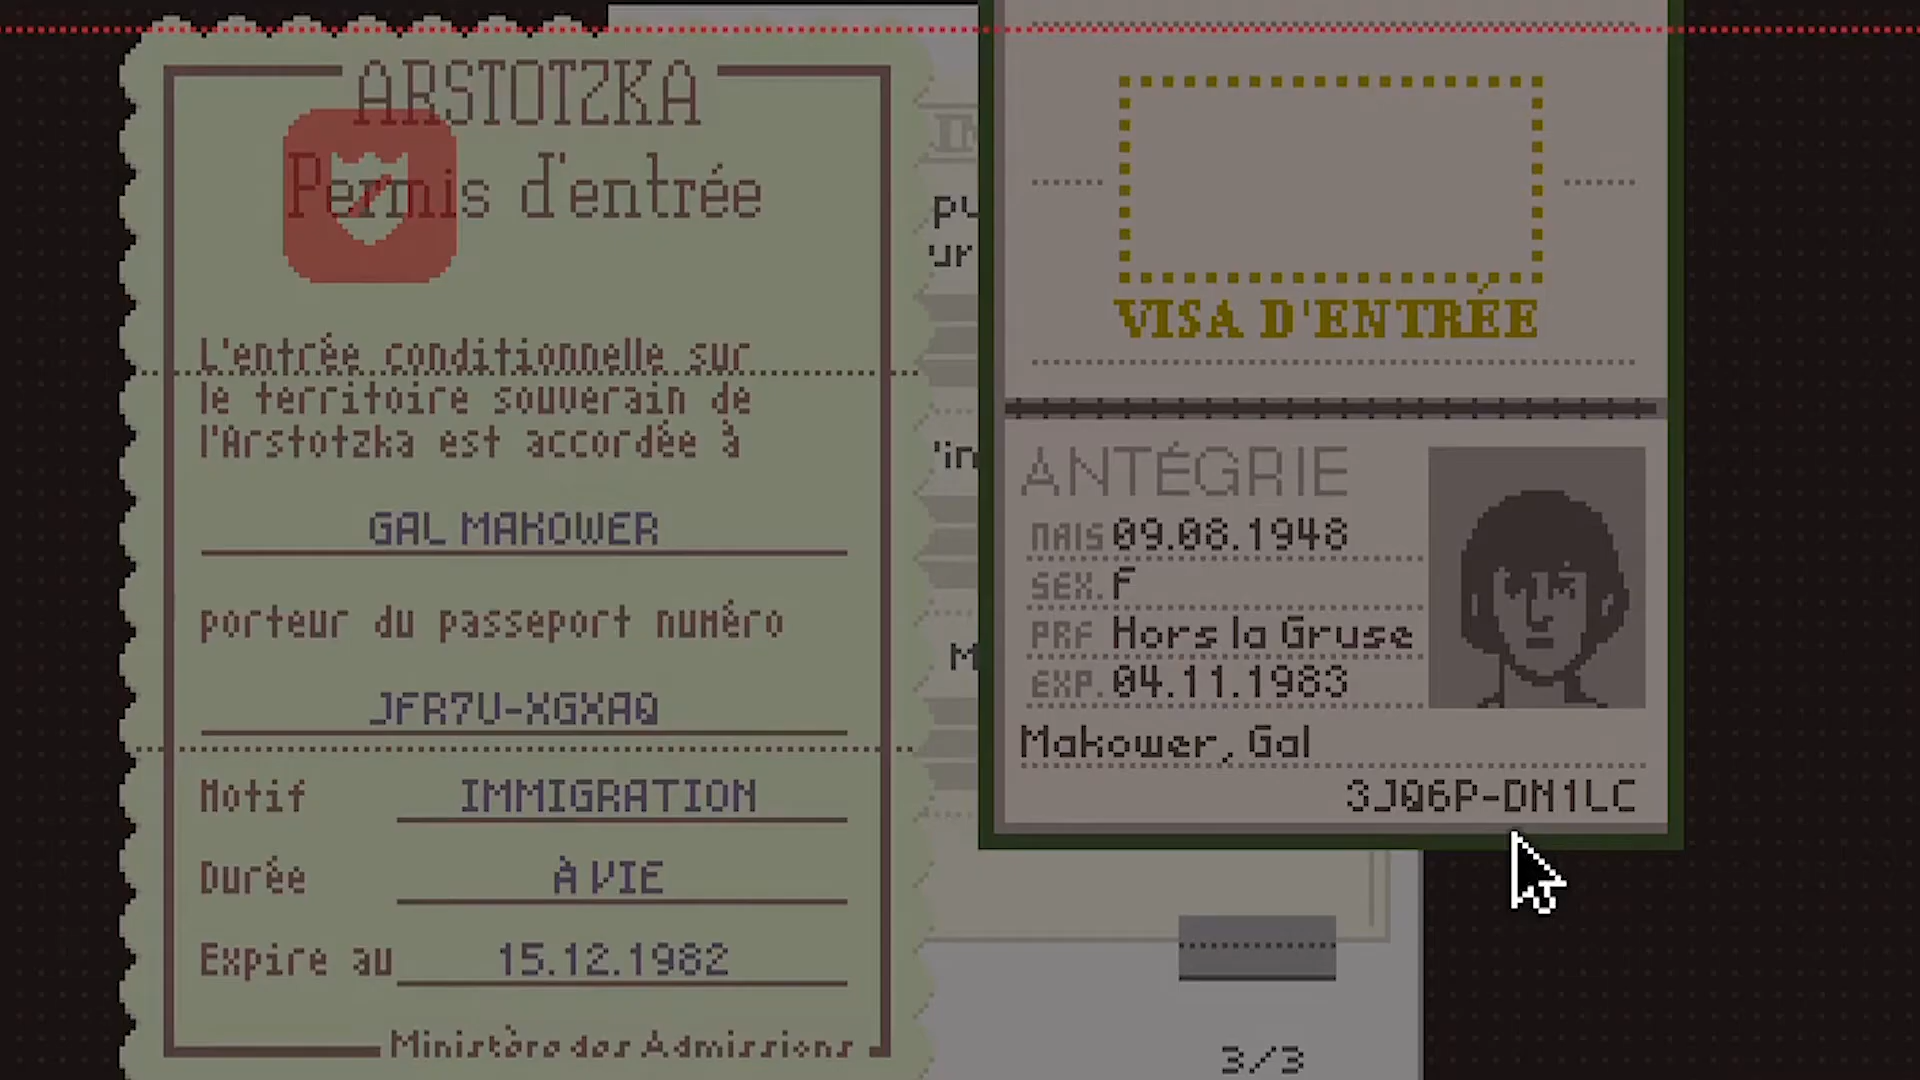 ARSTOTZKA
Permis d'entrée
L'entrée conditionnelle sur
le territoire souverain de
l'Arstotzka est accordée à
GAL MAKOWER
porteur du passeport numéro
JFR7U-XGXAQ
Motif IMMIGRATION
Durée À VIE
Expire au 15.12.1982
Ministère des Admissions
VISA D'ENTRÉE
ANTÉGRIE
NAIS 09.08.1948
SEX. F
PRF Hors la Gruse
EXP. 04.11.1983
Makower, Gal
3JQ6P-DN1LC
3/3